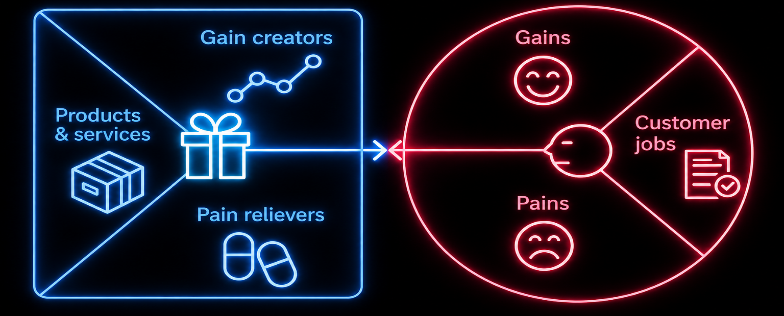 Gain creators
Products
& services
Pain relievers
Gains
Customer
jobs
Pains